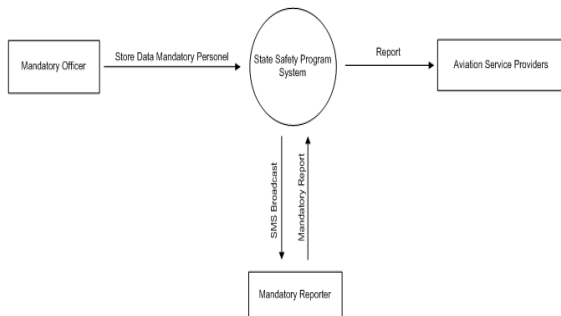 Mandatory Officer
Store Data Mandatory Personel
State Safety Program
System
Report
Aviation Service Providers
SMS Broadcast
Mandatory Report
Mandatory Reporter